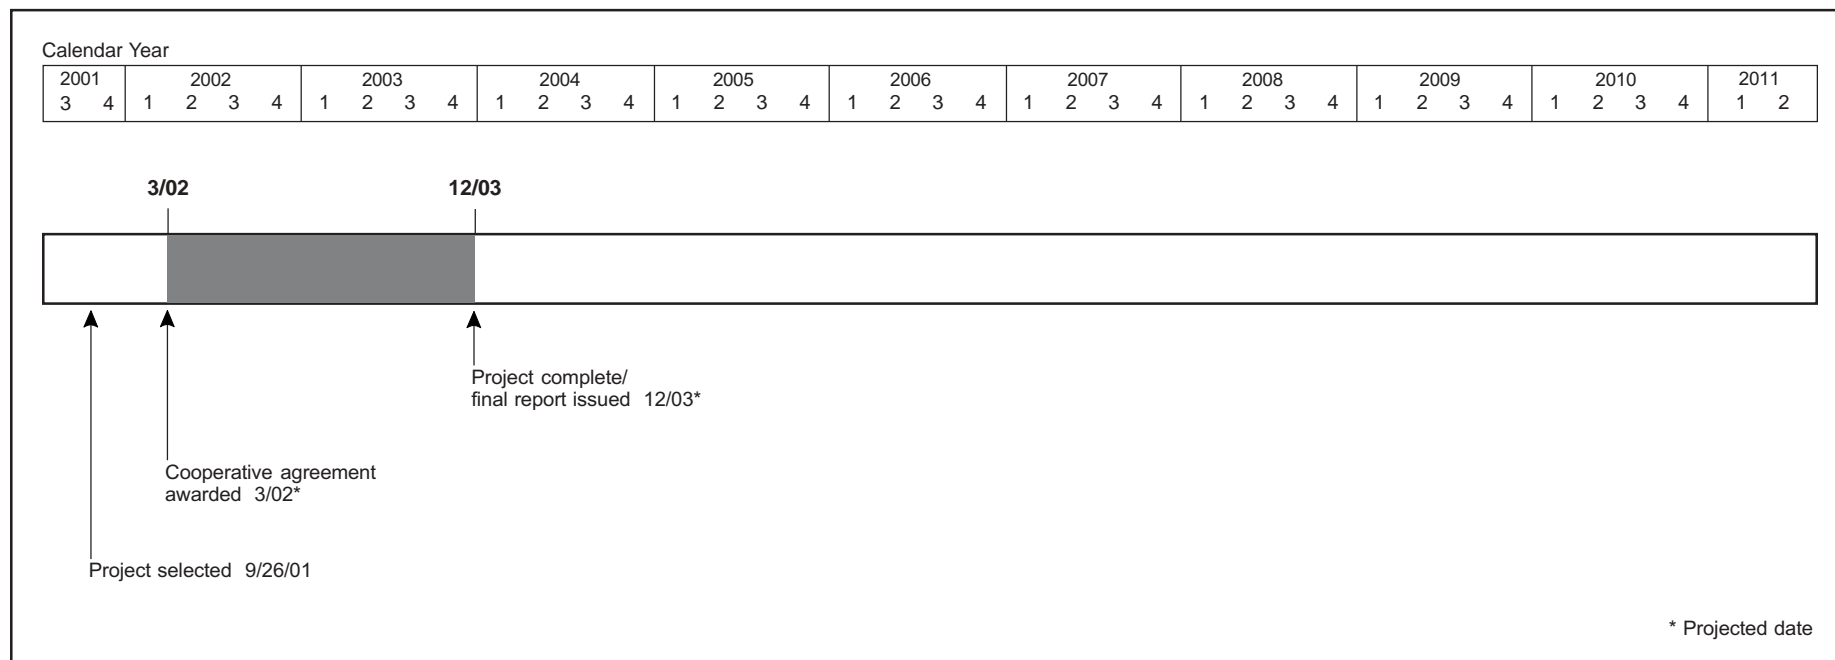 Calendar Year
2001 2002 2003 2004 2005 2006 2007 2008 2009 2010 2011
3 4 1 2 3 4 1 2 3 4 1 2 3 4 1 2 3 4 1 2 3 4 1 2 3 4 1 2 3 4 1 2 3 4 1 2 3 4 1 2
3/02 12/03
Project complete/
final report issued 12/03*
Cooperative agreement
awarded 3/02*
Project selected 9/26/01
* Projected date